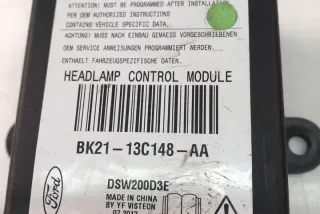 ATTENTION: MUST BE PROGRAMMED AFTER INSTALLATION
PER OEM AUTHORIZED INSTRUCTIONS
CONTAINS VEHICLE SPECIFIC DATA.
ACHTUNG: MUSS NACH EINBAU GEMAESS VORGESCHRIEBENEN
OEM SERVICE ANWEISUNGEN PROGRAMMIERT WERDEN.
ENTHAELT FAHRZEUGSPEZIFISCHE DATEN.
HEADLAMP CONTROL MODULE
BK21-13C148-AA
Ford
DSW200D3E
MADE IN CHINA
BY YF VISTEON
07 2012